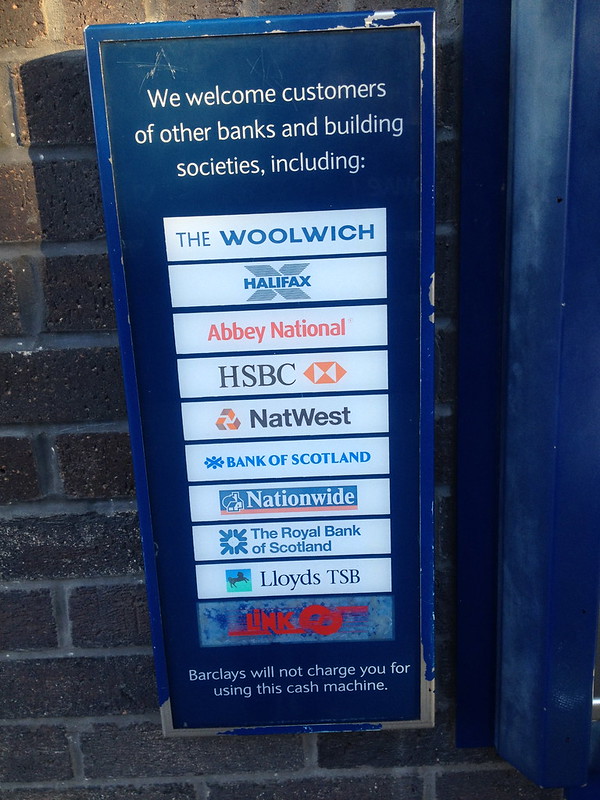 We welcome customers
of other banks and building
societies, including:
THE WOOLWICH
HALIFAX
Abbey National
HSBC
NatWest
BANK OF SCOTLAND
Nationwide
The Royal Bank
of Scotland
Lloyds TSB
LINK
Barclays will not charge you for
using this cash machine.